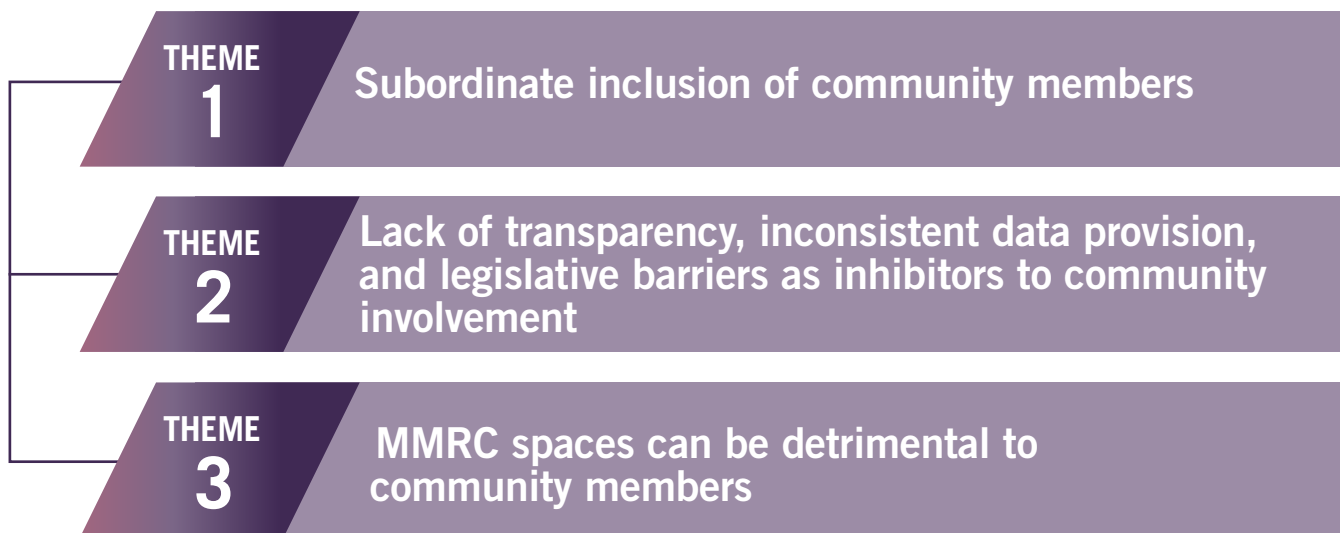 THEME
1
Subordinate inclusion of community members
THEME
2
Lack of transparency, inconsistent data provision,
and legislative barriers as inhibitors to community
involvement
THEME
3
MMRC spaces can be detrimental to
community members